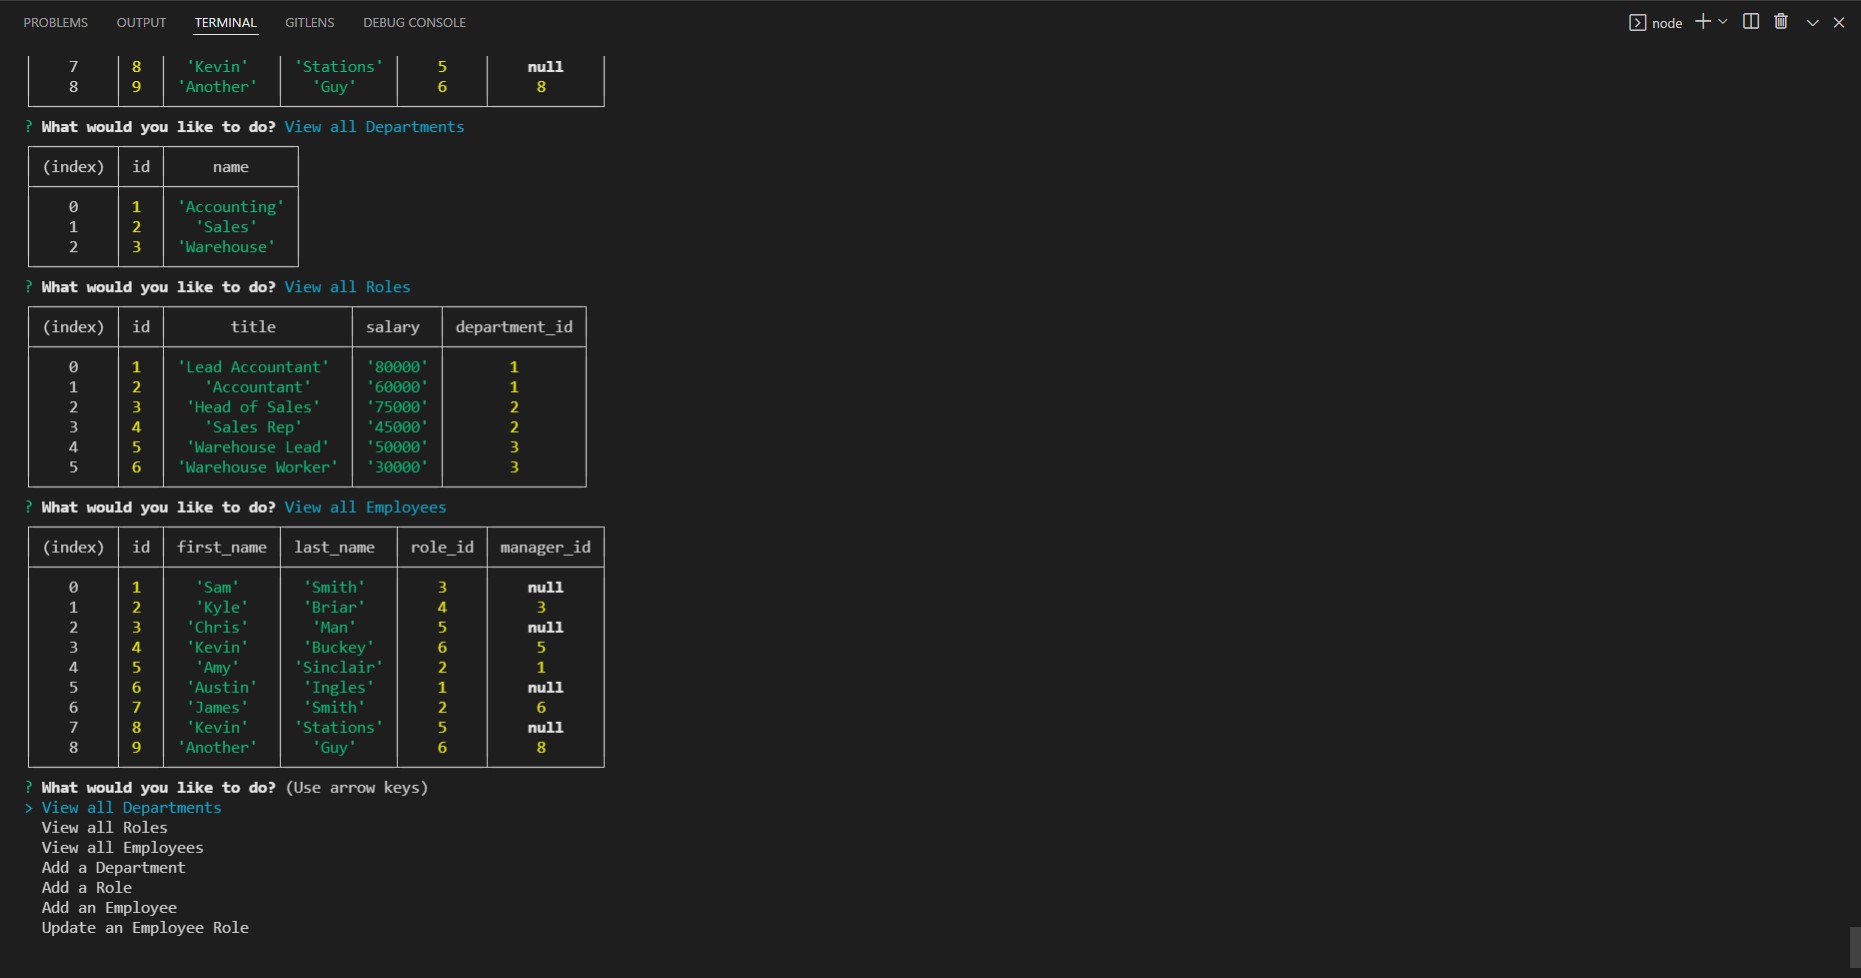 PROBLEMS OUTPUT TERMINAL GITLENS DEBUG CONSOLE node
7 8 'Kevin' 'Stations' 5 null
8 9 'Another' 'Guy' 6 8
? What would you like to do? View all Departments
(index) id name
0 1 'Accounting'
1 2 'Sales'
2 3 'Warehouse'
? What would you like to do? View all Roles
(index) id title salary department_id
0 1 'Lead Accountant' '80000' 1
1 2 'Accountant' '60000' 1
2 3 'Head of Sales' '75000' 2
3 4 'Sales Rep' '45000' 2
4 5 'Warehouse Lead' '50000' 3
5 6 'Warehouse Worker' '30000' 3
? What would you like to do? View all Employees
(index) id first_name last_name role_id manager_id
0 1 'Sam' 'Smith' 3 null
1 2 'Kyle' 'Briar' 4 3
2 3 'Chris' 'Man' 5 null
3 4 'Kevin' 'Buckey' 6 5
4 5 'Amy' 'Sinclair' 2 1
5 6 'Austin' 'Ingles' 1 null
6 7 'James' 'Smith' 2 6
7 8 'Kevin' 'Stations' 5 null
8 9 'Another' 'Guy' 6 8
? What would you like to do? (Use arrow keys)
> View all Departments
View all Roles
View all Employees
Add a Department
Add a Role
Add an Employee
Update an Employee Role